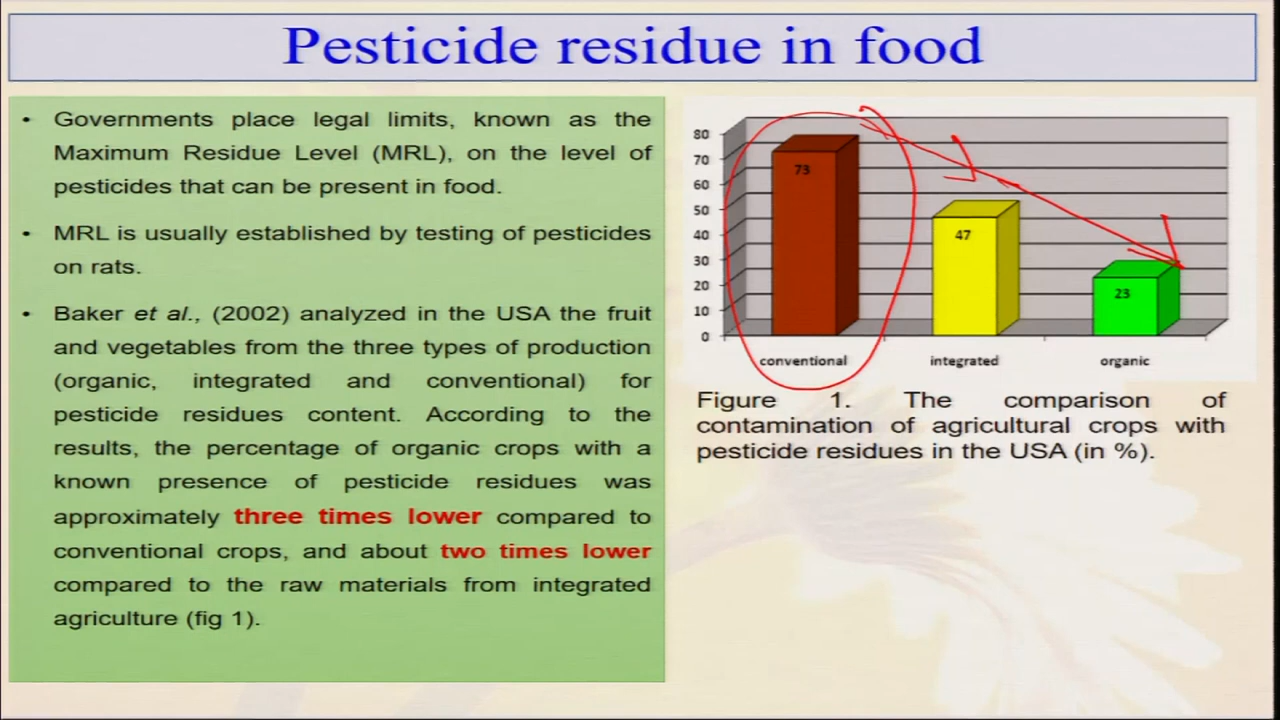 Pesticide residue in food
• Governments place legal limits, known as the
Maximum Residue Level (MRL), on the level of
pesticides that can be present in food.
• MRL is usually established by testing of pesticides
on rats.
• Baker et al., (2002) analyzed in the USA the fruit
and vegetables from the three types of production
(organic, integrated and conventional) for
pesticide residues content. According to the
results, the percentage of organic crops with a
known presence of pesticide residues was
approximately three times lower compared to
conventional crops, and about two times lower
compared to the raw materials from integrated
agriculture (fig 1).
80
70
60
50
40
30
20
10
0
73
47
23
conventional integrated organic
Figure 1. The comparison of
contamination of agricultural crops with
pesticide residues in the USA (in %).